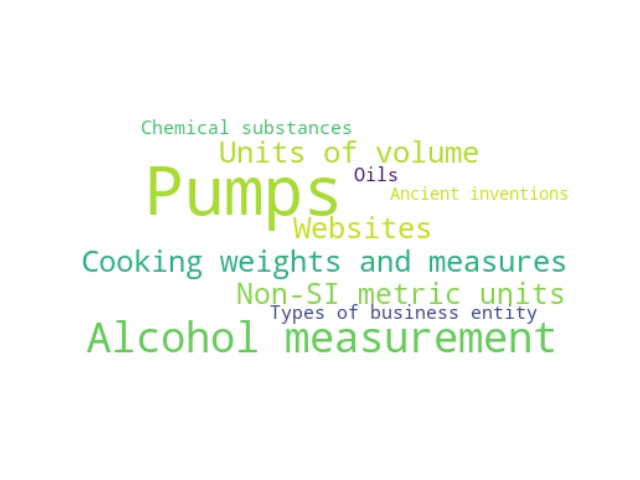 Chemical substances
Units of volume
Pumps
Oils
Ancient inventions
Websites
Cooking weights and measures
Non-SI metric units
Types of business entity
Alcohol measurement